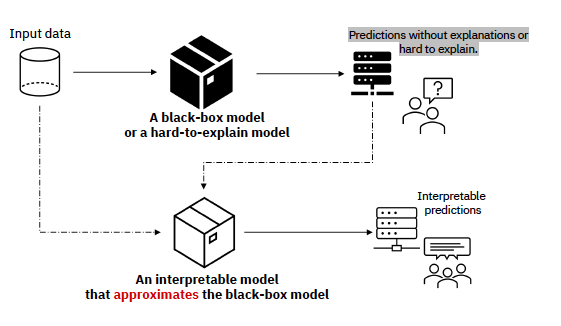 Input data
Predictions without explanations or
hard to explain.
?
A black-box model
or a hard-to-explain model
Interpretable
predictions
An interpretable model
that approximates the black-box model